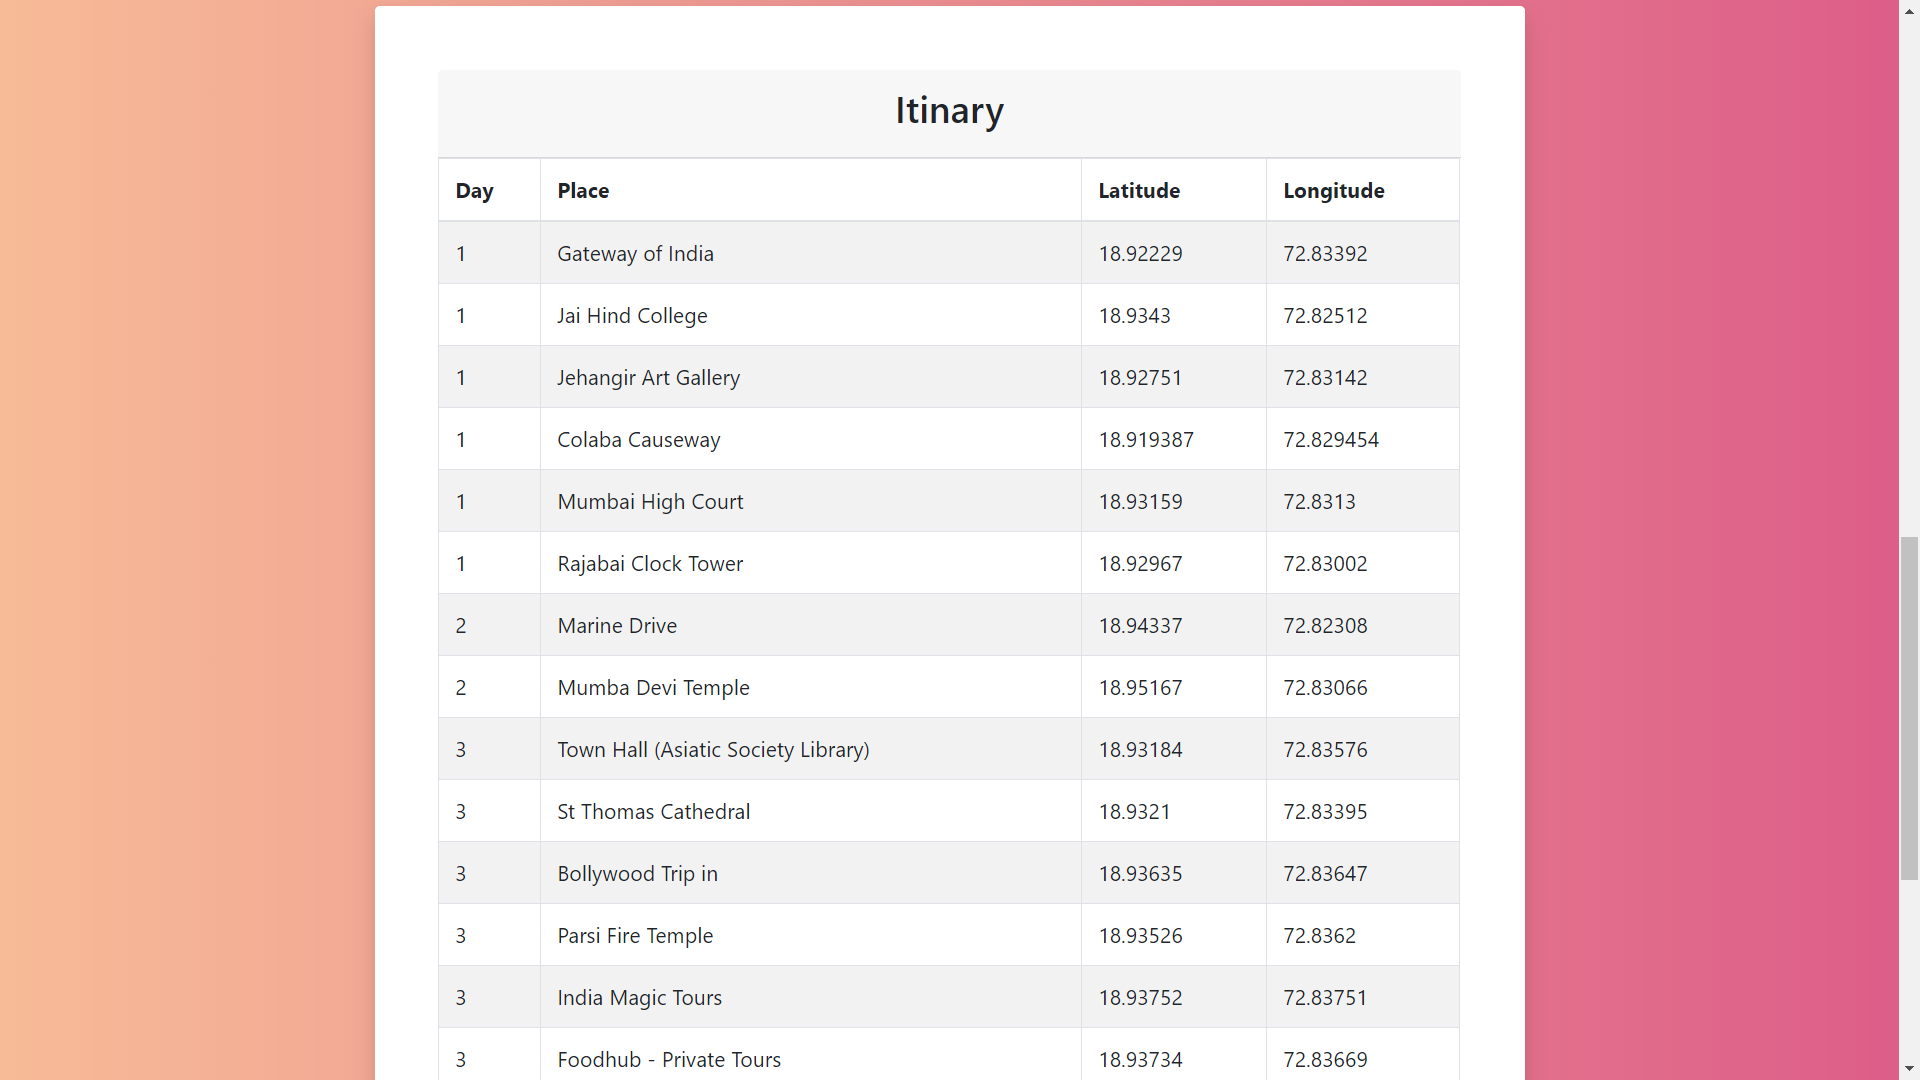 Itinary
Day Place Latitude Longitude
1 Gateway of India 18.92229 72.83392
1 Jai Hind College 18.9343 72.82512
1 Jehangir Art Gallery 18.92751 72.83142
1 Colaba Causeway 18.919387 72.829454
1 Mumbai High Court 18.93159 72.8313
1 Rajabai Clock Tower 18.92967 72.83002
2 Marine Drive 18.94337 72.82308
2 Mumba Devi Temple 18.95167 72.83066
3 Town Hall (Asiatic Society Library) 18.93184 72.83576
3 St Thomas Cathedral 18.9321 72.83395
3 Bollywood Trip in 18.93635 72.83647
3 Parsi Fire Temple 18.93526 72.8362
3 India Magic Tours 18.93752 72.83751
3 Foodhub - Private Tours 18.93734 72.83669